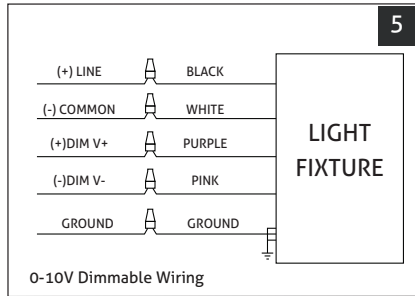 5
(+) LINE BLACK
(-) COMMON WHITE
(+)DIM V+ PURPLE
(-)DIM V- PINK
GROUND GROUND
LIGHT
FIXTURE
0-10V Dimmable Wiring